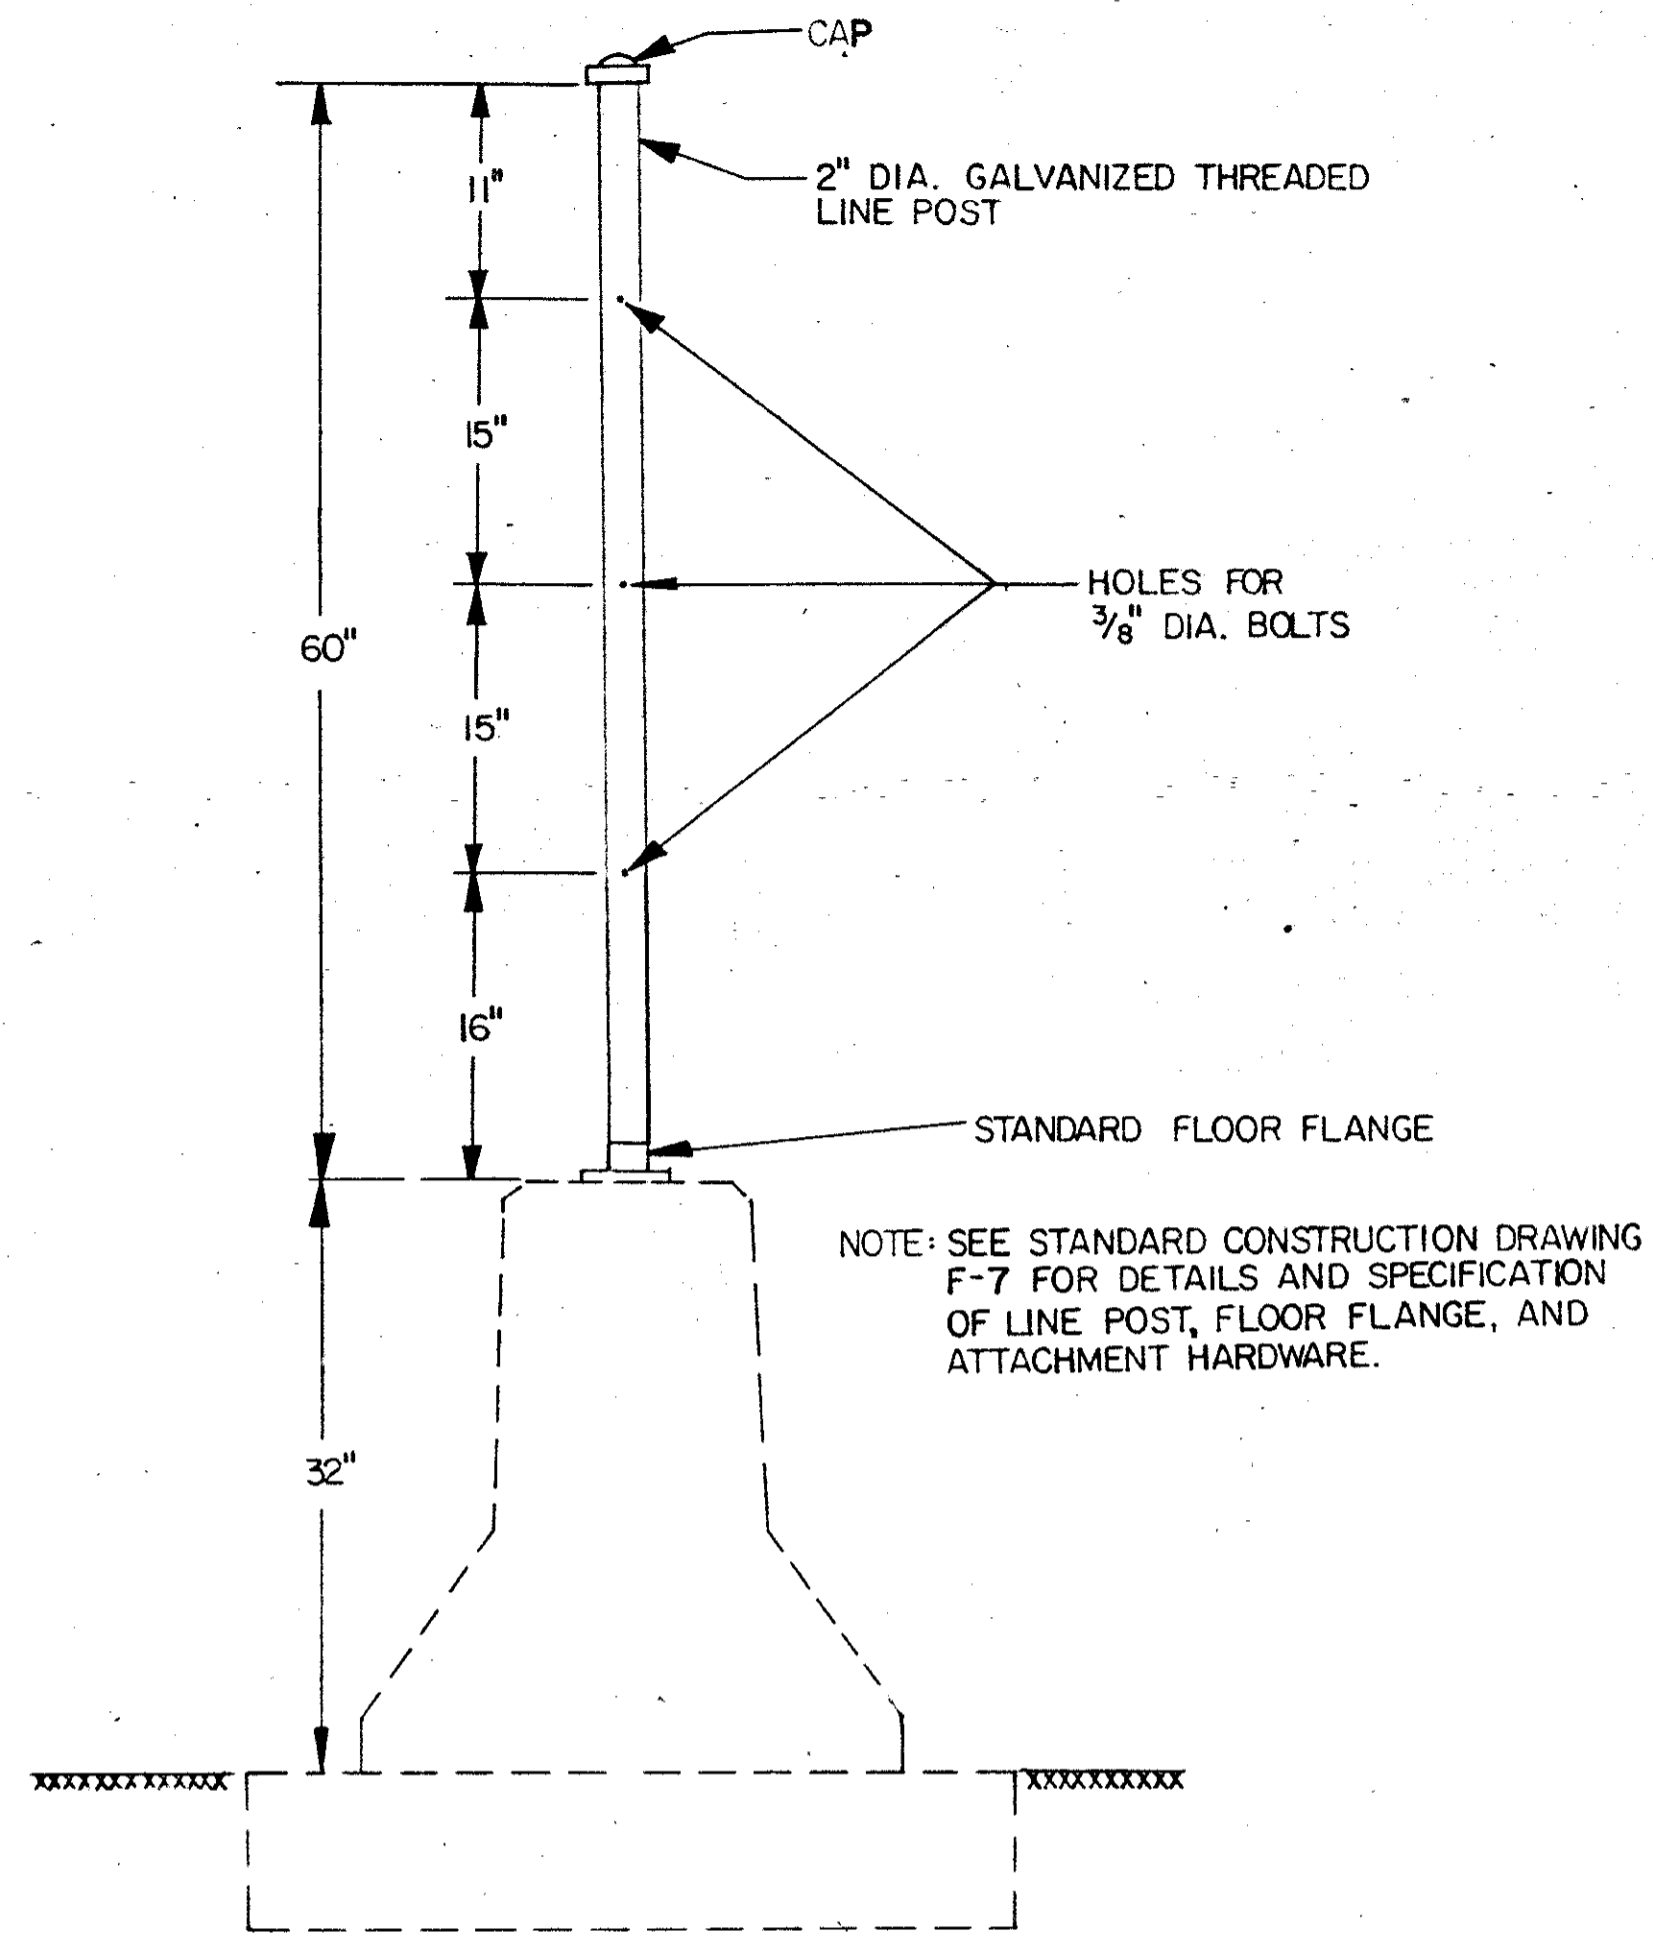 CAP
2" DIA. GALVANIZED THREADED
LINE POST
11"
15"
HOLES FOR
3/8" DIA. BOLTS
60"
15"
16"
STANDARD FLOOR FLANGE
NOTE: SEE STANDARD CONSTRUCTION DRAWING
F-7 FOR DETAILS AND SPECIFICATION
OF LINE POST, FLOOR FLANGE, AND
ATTACHMENT HARDWARE.
32"